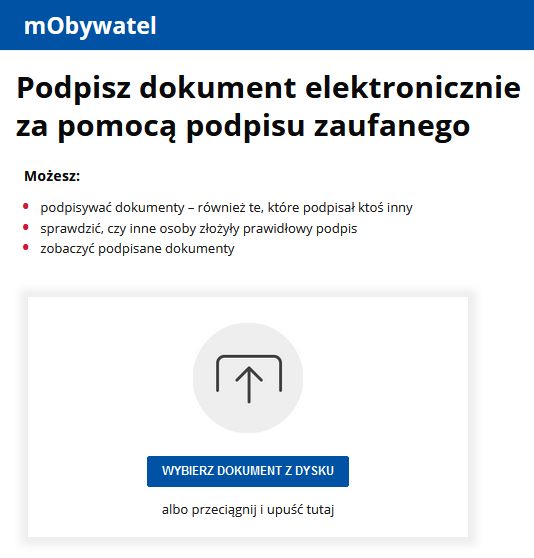 mObywatel
Podpisz dokument elektronicznie
za pomocą podpisu zaufanego
Możesz:
podpisywać dokumenty – również te, które podpisał ktoś inny
sprawdzić, czy inne osoby złożyły prawidłowy podpis
zobaczyć podpisane dokumenty
WYBIERZ DOKUMENT Z DYSKU
albo przeciągnij i upuść tutaj